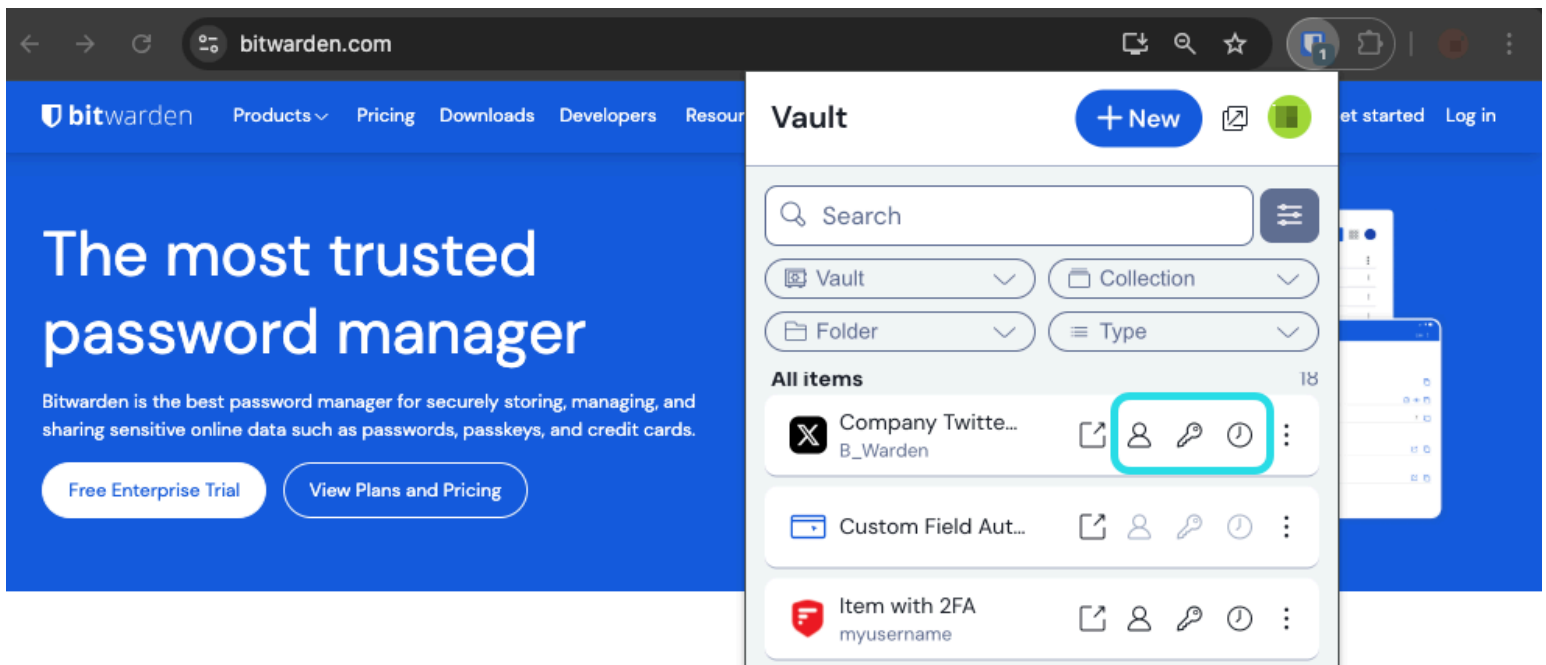 bitwarden.com
1
bitwarden
Products
Pricing
Downloads
Developers
Resour
et started
Log in
The most trusted
password manager
Bitwarden is the best password manager for securely storing, managing, and
sharing sensitive online data such as passwords, passkeys, and credit cards.
Free Enterprise Trial
View Plans and Pricing
Vault
+ New
Search
Vault
Collection
Folder
Type
All items
18
Company Twitte...
B_Warden
Custom Field Aut...
Item with 2FA
myusername